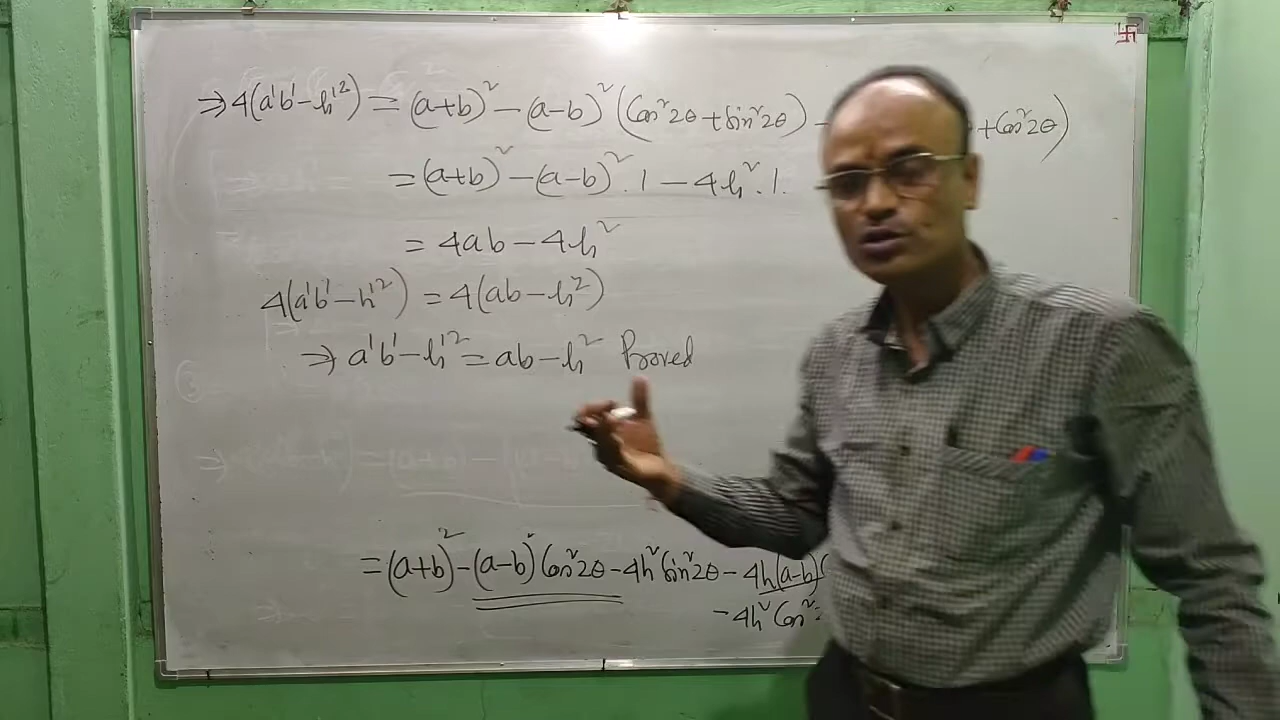 ⇒ 4(a'b' - h'²) = (a+b)² - (a-b)² (Cos²2θ + Sin²2θ) - + Cos²2θ)
= (a+b)² - (a-b)² . 1 - 4h² . 1.
= 4ab - 4h²
4(a'b' - h'²) = 4(ab - h²)
⇒ a'b' - h'² = ab - h² Proved
= (a+b)² - (a-b)² Cos²2θ - 4h² Sin²2θ - 4h(a-b)
- 4h² Cos²2